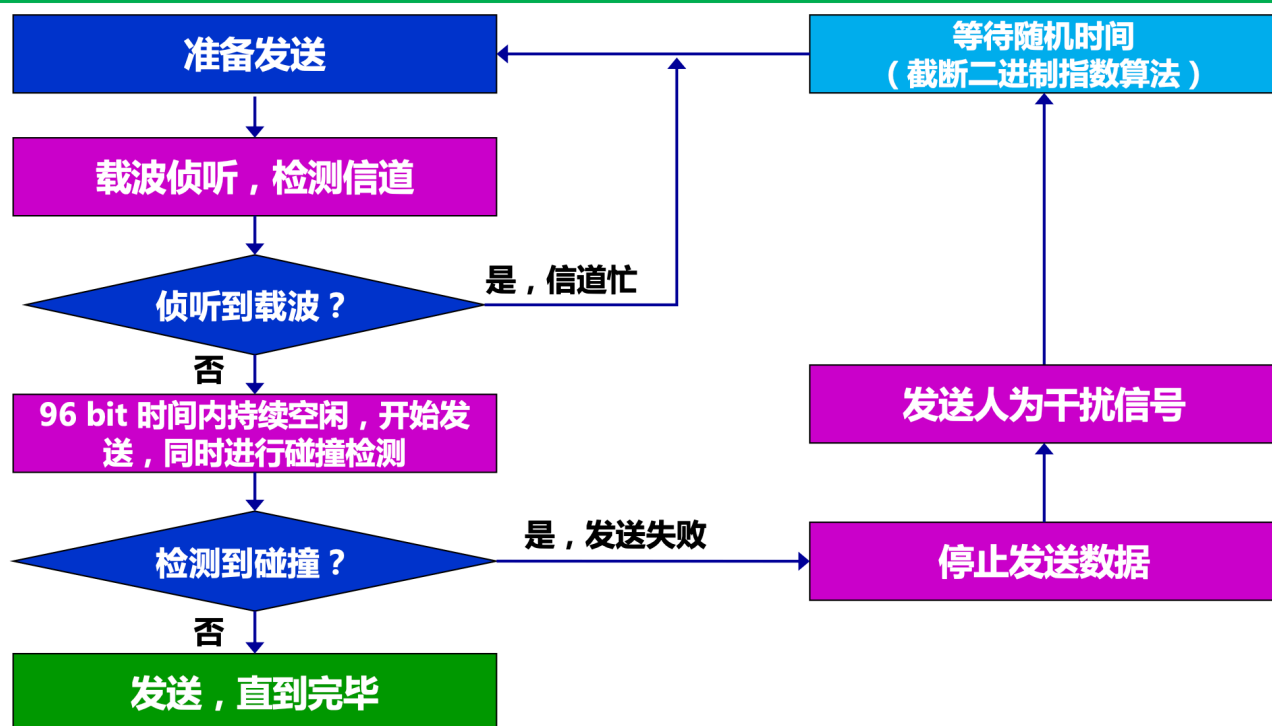 准备发送
等待随机时间
（截断二进制指数算法）
载波侦听，检测信道
侦听到载波？
是，信道忙
否
96 bit 时间内持续空闲，开始发
送，同时进行碰撞检测
发送人为干扰信号
检测到碰撞？
是，发送失败
停止发送数据
否
发送，直到完毕